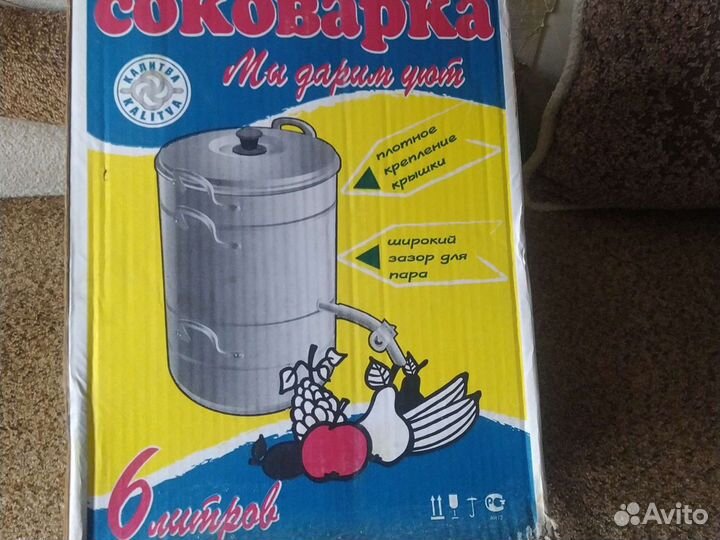 соковарка
Мы дарим уют
КАЛИТВА
KALITVA
плотное
крепление
крышки
широкий
зазор для
пара
6 литров
Avito